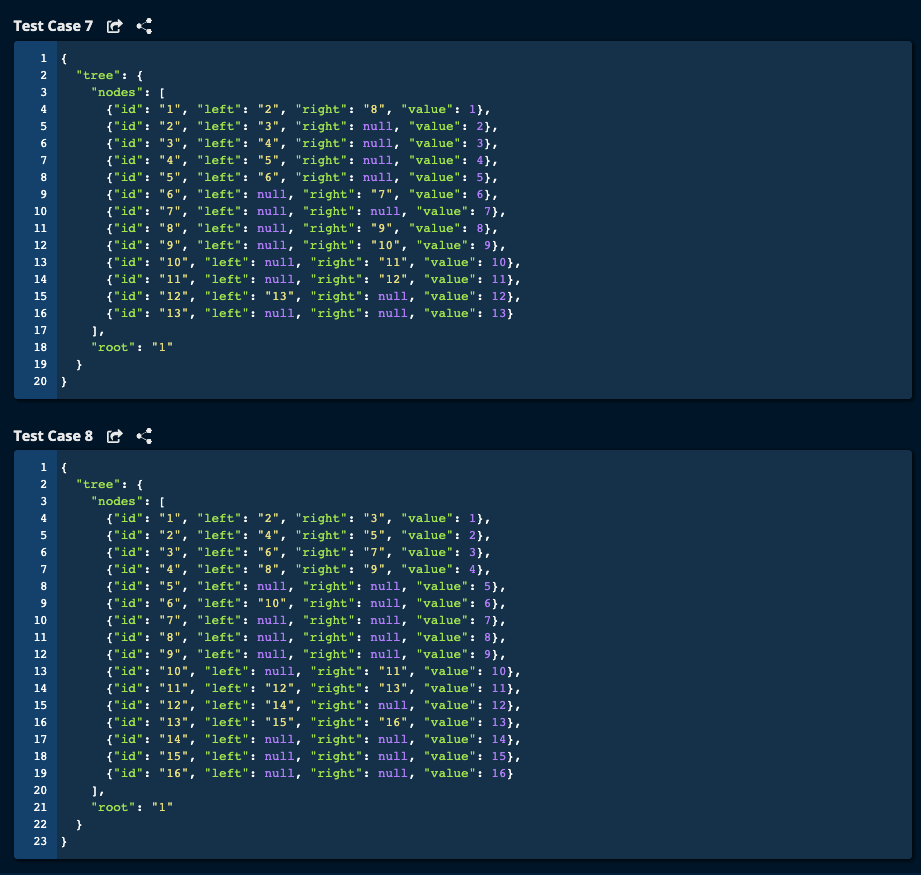 Test Case 7
1 {
2   "tree": {
3     "nodes": [
4       {"id": "1", "left": "2", "right": "8", "value": 1},
5       {"id": "2", "left": "3", "right": null, "value": 2},
6       {"id": "3", "left": "4", "right": null, "value": 3},
7       {"id": "4", "left": "5", "right": null, "value": 4},
8       {"id": "5", "left": "6", "right": null, "value": 5},
9       {"id": "6", "left": null, "right": "7", "value": 6},
10       {"id": "7", "left": null, "right": null, "value": 7},
11       {"id": "8", "left": null, "right": "9", "value": 8},
12       {"id": "9", "left": null, "right": "10", "value": 9},
13       {"id": "10", "left": null, "right": "11", "value": 10},
14       {"id": "11", "left": null, "right": "12", "value": 11},
15       {"id": "12", "left": "13", "right": null, "value": 12},
16       {"id": "13", "left": null, "right": null, "value": 13}
17     ],
18     "root": "1"
19   }
20 }
Test Case 8
1 {
2   "tree": {
3     "nodes": [
4       {"id": "1", "left": "2", "right": "3", "value": 1},
5       {"id": "2", "left": "4", "right": "5", "value": 2},
6       {"id": "3", "left": "6", "right": "7", "value": 3},
7       {"id": "4", "left": "8", "right": "9", "value": 4},
8       {"id": "5", "left": null, "right": null, "value": 5},
9       {"id": "6", "left": "10", "right": null, "value": 6},
10       {"id": "7", "left": null, "right": null, "value": 7},
11       {"id": "8", "left": null, "right": null, "value": 8},
12       {"id": "9", "left": null, "right": null, "value": 9},
13       {"id": "10", "left": null, "right": "11", "value": 10},
14       {"id": "11", "left": "12", "right": "13", "value": 11},
15       {"id": "12", "left": "14", "right": null, "value": 12},
16       {"id": "13", "left": "15", "right": "16", "value": 13},
17       {"id": "14", "left": null, "right": null, "value": 14},
18       {"id": "15", "left": null, "right": null, "value": 15},
19       {"id": "16", "left": null, "right": null, "value": 16}
20     ],
21     "root": "1"
22   }
23 }